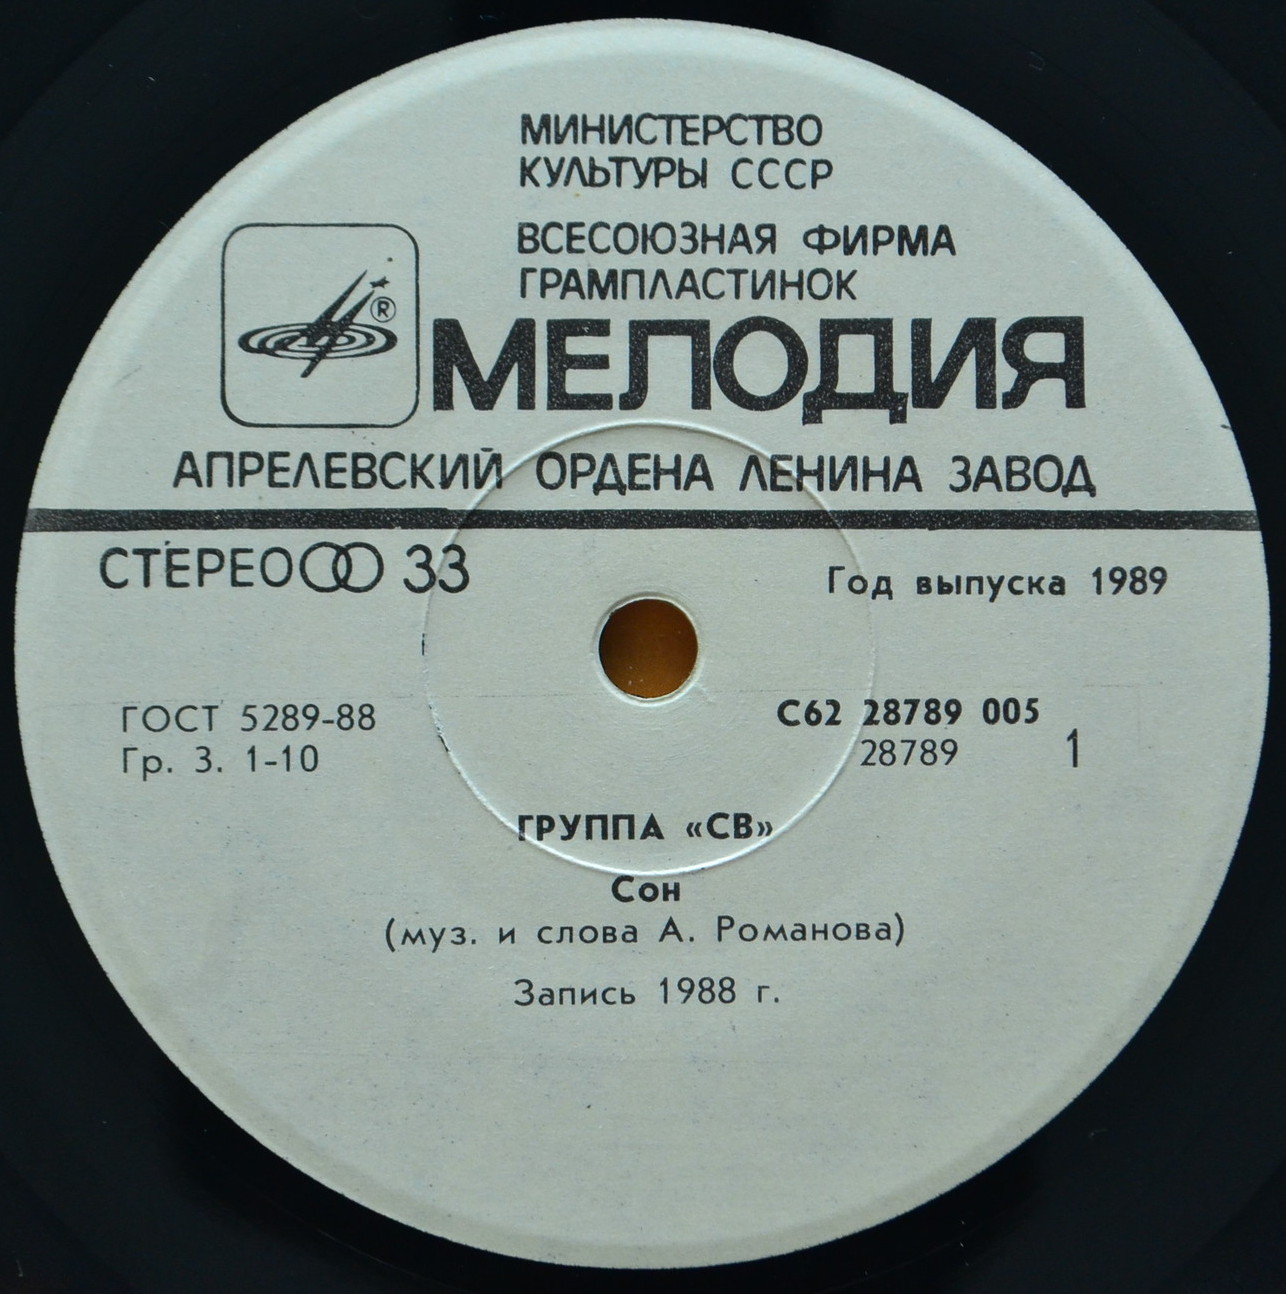 МИНИСТЕРСТВО
КУЛЬТУРЫ СССР
ВСЕСОЮЗНАЯ ФИРМА
ГРАМПЛАСТИНОК
®
МЕЛОДИЯ
АПРЕЛЕВСКИЙ ОРДЕНА ЛЕНИНА ЗАВОД
СТЕРЕО 33
Год выпуска 1989
ГОСТ 5289-88
Гр. 3. 1-10
С62 28789 005
28789 1
ГРУППА «СВ»
Сон
(муз. и слова А. Романова)
Запись 1988 г.